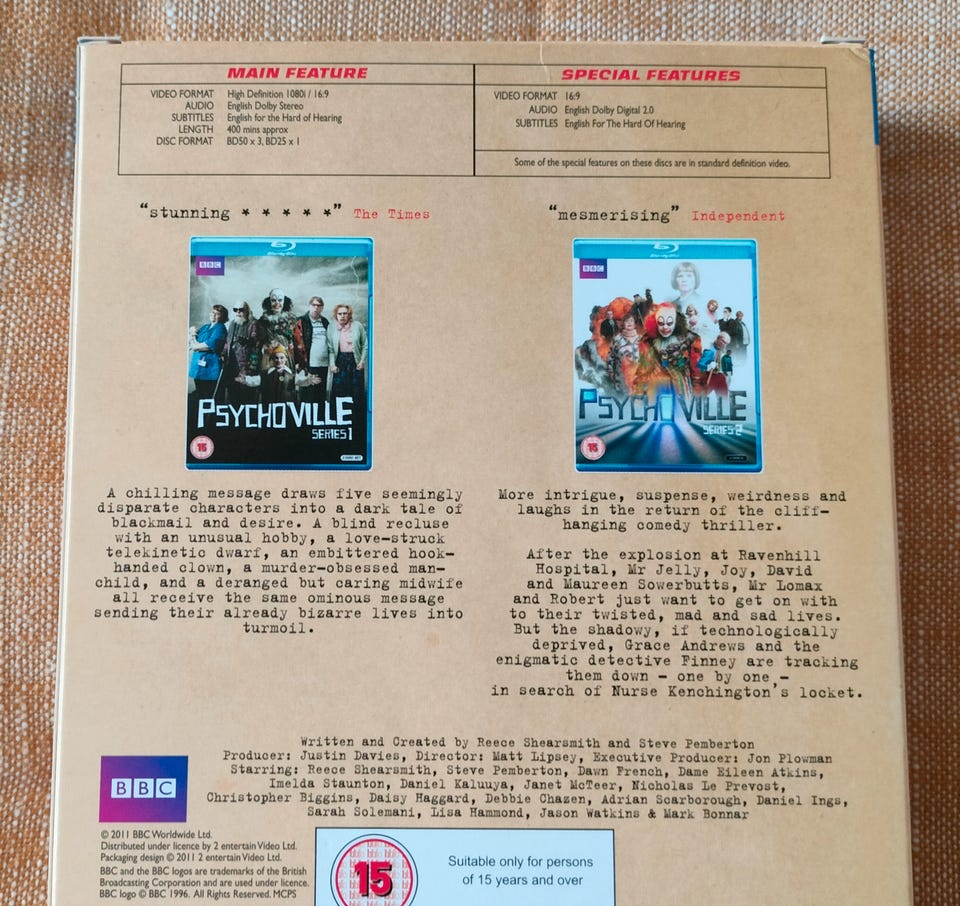 MAIN FEATURE
VIDEO FORMAT High Definition 1080i / 16:9
AUDIO English Dolby Stereo
SUBTITLES English for the Hard of Hearing
LENGTH 400 mins approx
DISC FORMAT BD50 x 3, BD25 x 1
SPECIAL FEATURES
VIDEO FORMAT 16:9
AUDIO English Dolby Digital 2.0
SUBTITLES English For The Hard Of Hearing
Some of the special features on these discs are in standard definition video.
“stunning * * * * *” The Times
BBC
PSYCHOVILLE
SERIES 1
15
A chilling message draws five seemingly
disparate characters into a dark tale of
blackmail and desire. A blind recluse
with an unusual hobby, a love-struck
telekinetic dwarf, an embittered hook-
handed clown, a murder-obsessed man-
child, and a deranged but caring midwife
all receive the same ominous message
sending their already bizarre lives into
turmoil.
“mesmerising” Independent
BBC
PSYCHOVILLE
SERIES 2
15
More intrigue, suspense, weirdness and
laughs in the return of the cliff-
hanging comedy thriller.
After the explosion at Ravenhill
Hospital, Mr Jelly, Joy, David
and Maureen Sowerbutts, Mr Lomax
and Robert just want to get on with
to their twisted, mad and sad lives.
But the shadowy, if technologically
deprived, Grace Andrews and the
enigmatic detective Finney are tracking
them down - one by one,-
in search of Nurse Kenchington's locket.
Written and Created by Reece Shearsmith and Steve Pemberton
Producer: Justin Davies, Director: Matt Lipsey, Executive Producer: Jon Plowman
Starring: Reece Shearsmith, Steve Pemberton, Dawn French, Dame Eileen Atkins,
Imelda Staunton, Daniel Kaluuya, Janet McTeer, Nicholas Le Prevost,
Christopher Biggins, Daisy Haggard, Debbie Chazen, Adrian Scarborough, Daniel Ings,
Sarah Solemani, Lisa Hammond, Jason Watkins & Mark Bonnar
BBC
© 2011 BBC Worldwide Ltd.
Distributed under licence by 2 entertain Video Ltd.
Packaging design © 2011 2 entertain Video Ltd.
BBC and the BBC logos are trademarks of the British
Broadcasting Corporation and are used under licence.
BBC logo © BBC 1996. All Rights Reserved. MCPS
15
Suitable only for persons
of 15 years and over